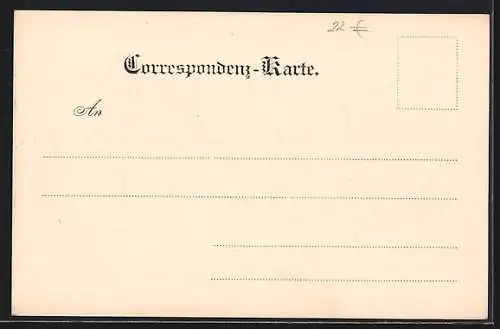 32 €
Correspondenz-Karte.
An